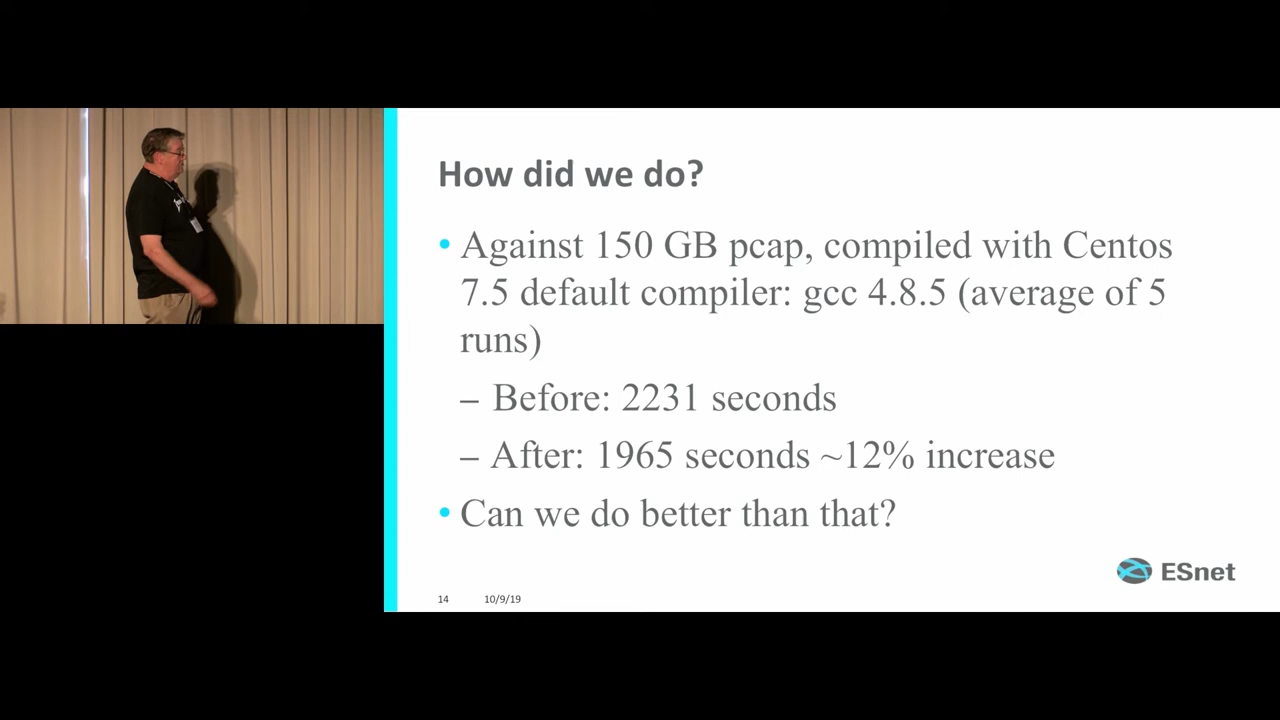 How did we do?
• Against 150 GB pcap, compiled with Centos
7.5 default compiler: gcc 4.8.5 (average of 5
runs)
– Before: 2231 seconds
– After: 1965 seconds ~12% increase
• Can we do better than that?
ESnet
14 10/9/19